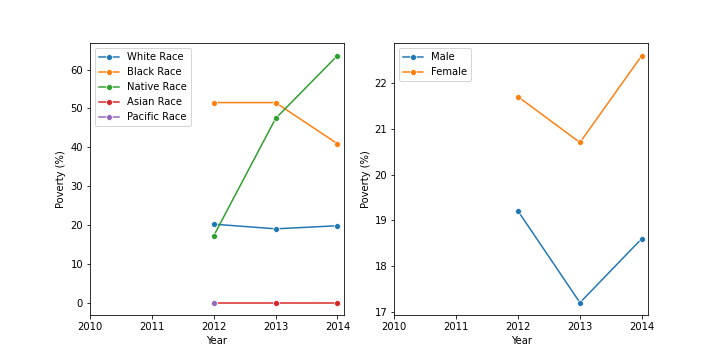 White Race
Black Race
Native Race
Asian Race
Pacific Race
60
50
40
30
20
10
0
Poverty (%)
2010 2011 2012 2013 2014
Year
Male
Female
22
21
20
19
18
17
Poverty (%)
2010 2011 2012 2013 2014
Year